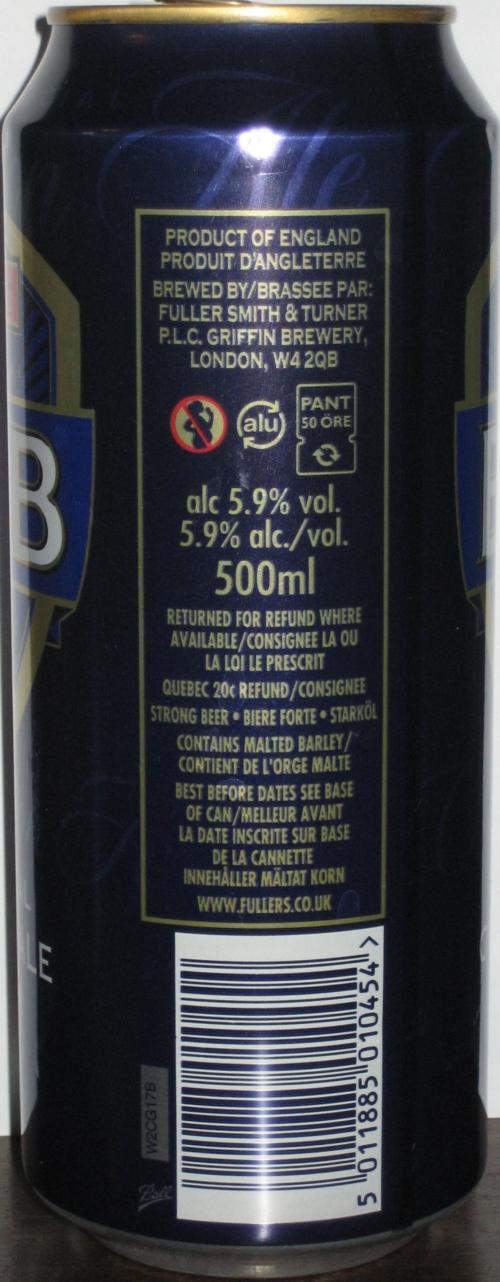 Ale
PRODUCT OF ENGLAND
PRODUIT D'ANGLETERRE
BREWED BY/BRASSEE PAR:
FULLER SMITH & TURNER
P.L.C. GRIFFIN BREWERY,
LONDON, W4 2QB
alu
PANT
50 ÖRE
B
alc 5.9% vol.
5.9% alc./vol.
500ml
RETURNED FOR REFUND WHERE
AVAILABLE/CONSIGNEE LA OU
LA LOI LE PRESCRIT
QUEBEC 20¢ REFUND/CONSIGNEE
STRONG BEER • BIERE FORTE • STARKÖL
CONTAINS MALTED BARLEY/
CONTIENT DE L'ORGE MALTE
BEST BEFORE DATES SEE BASE
OF CAN/MELLEUR AVANT
LA DATE INSCRITE SUR BASE
DE LA CANNETTE
INNEHÅLLER MÄLTAT KORN
WWW.FULLERS.CO.UK
LE
W2CG17B
Ball
5 011885 010454 >